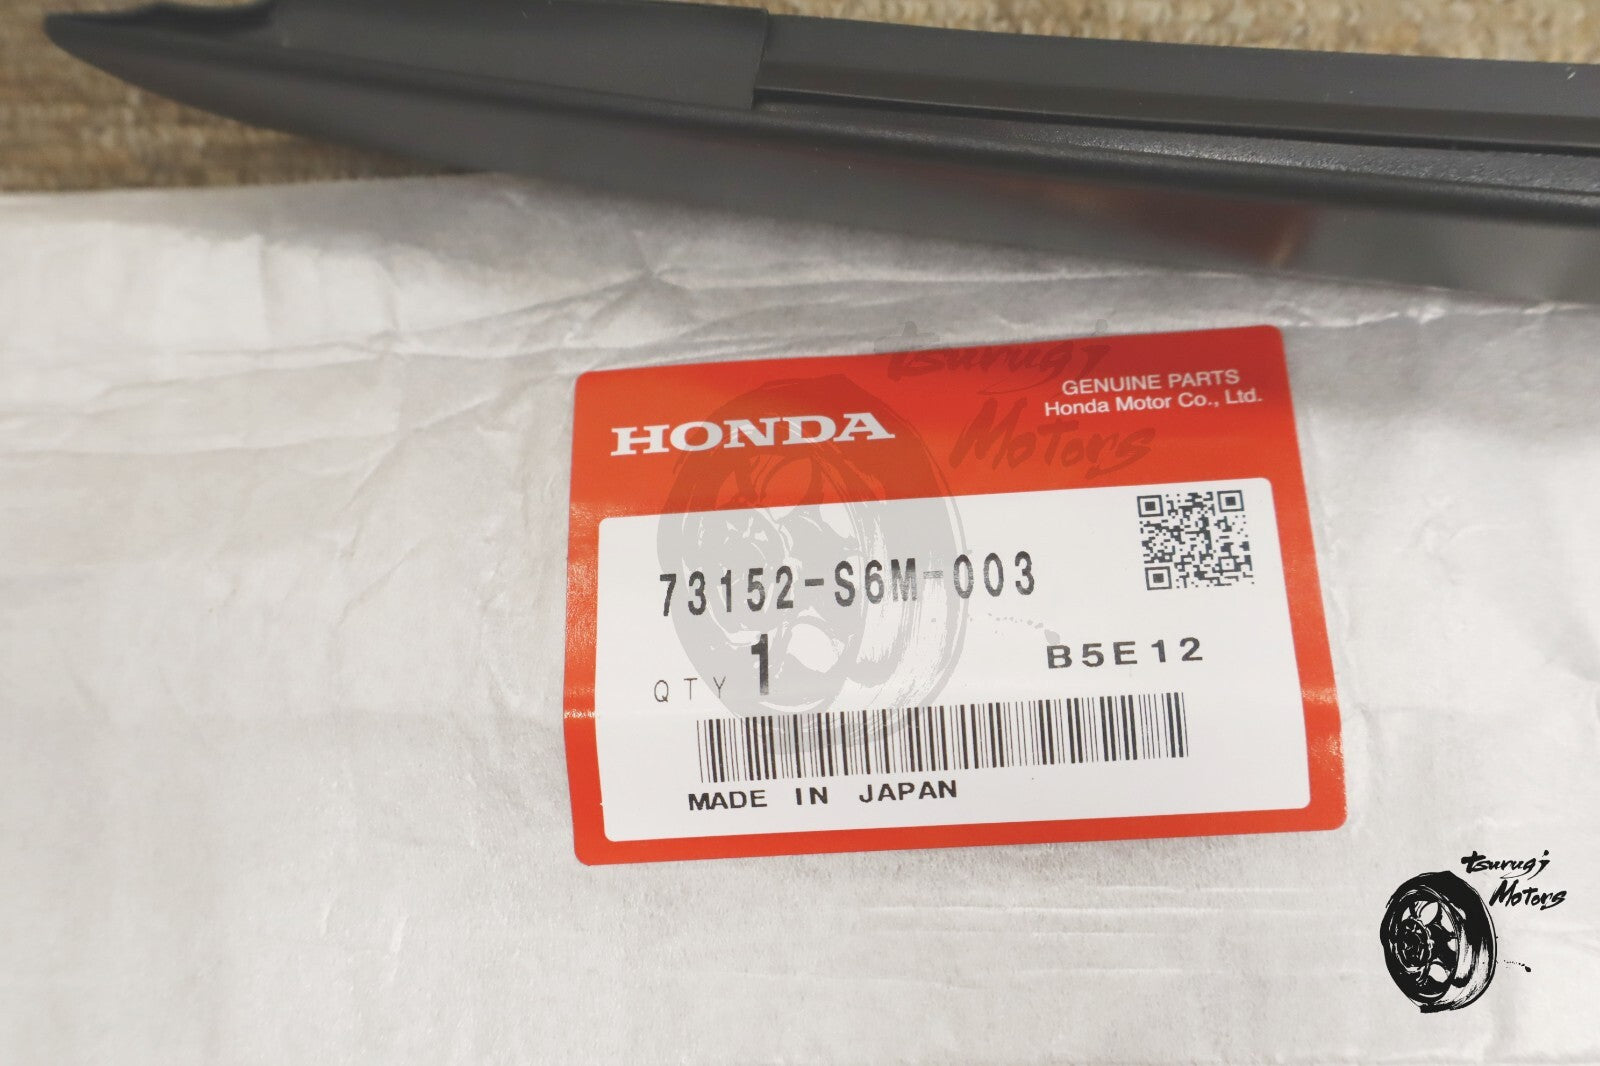 GENUINE PARTS
Honda Motor Co., Ltd.
HONDA
73152-S6M-003
QTY 1
B5E12
MADE IN JAPAN
tsurugi
Motors
tsurugi
Motors